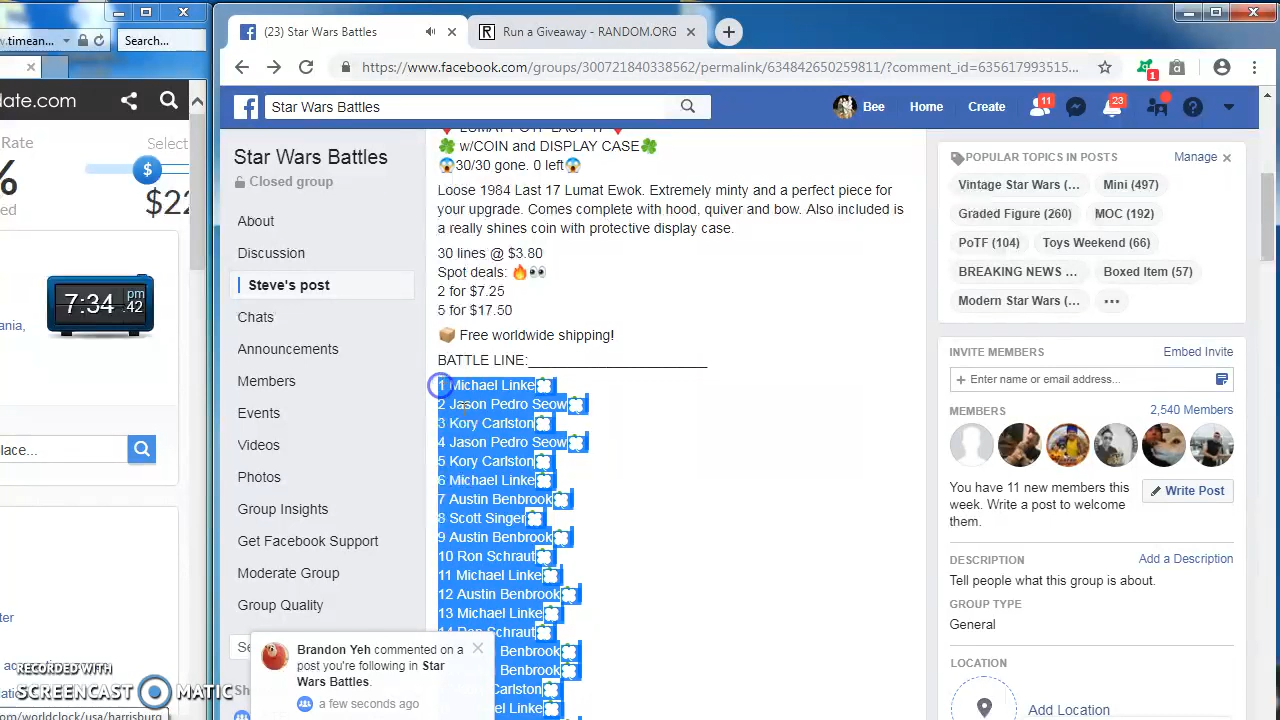 .timean...
Search...
(23) Star Wars Battles
Run a Giveaway - RANDOM.ORG
https://www.facebook.com/groups/300721840338562/permalink/634842650259811/?comment_id=635617993515...
1
date.com
Star Wars Battles
Bee
Home
Create
11
23
Rate
Select
%
$
$22
7:34 pm .42
ania,
lace...
ter
om/worldclock/usa/harrisburg
RECORDED WITH
SCREENCAST MATIC
Star Wars Battles
Closed group
About
Discussion
Steve's post
Chats
Announcements
Members
Events
Videos
Photos
Group Insights
Get Facebook Support
Moderate Group
Group Quality
w/COIN and DISPLAY CASE
30/30 gone. 0 left
Loose 1984 Last 17 Lumat Ewok. Extremely minty and a perfect piece for
your upgrade. Comes complete with hood, quiver and bow. Also included is
a really shines coin with protective display case.
30 lines @ $3.80
Spot deals:
2 for $7.25
5 for $17.50
Free worldwide shipping!
BATTLE LINE:________________________
1 Michael Linke
2 Jason Pedro Seow
3 Kory Carlston
4 Jason Pedro Seow
5 Kory Carlston
6 Michael Linke
7 Austin Benbrook
8 Scott Singer
9 Austin Benbrook
10 Ron Schraut
11 Michael Linke
12 Austin Benbrook
13 Michael Linke
14 Ron Schraut
Benbrook
Benbrook
Carlston
Linke
Brandon Yeh commented on a
post you're following in Star
Wars Battles.
a few seconds ago
POPULAR TOPICS IN POSTS
Manage
Vintage Star Wars (...
Mini (497)
Graded Figure (260)
MOC (192)
PoTF (104)
Toys Weekend (66)
BREAKING NEWS ...
Boxed Item (57)
Modern Star Wars (...
INVITE MEMBERS
Embed Invite
+ Enter name or email address...
MEMBERS
2,540 Members
You have 11 new members this
week. Write a post to welcome
them.
Write Post
DESCRIPTION
Add a Description
Tell people what this group is about.
GROUP TYPE
General
LOCATION
Add Location